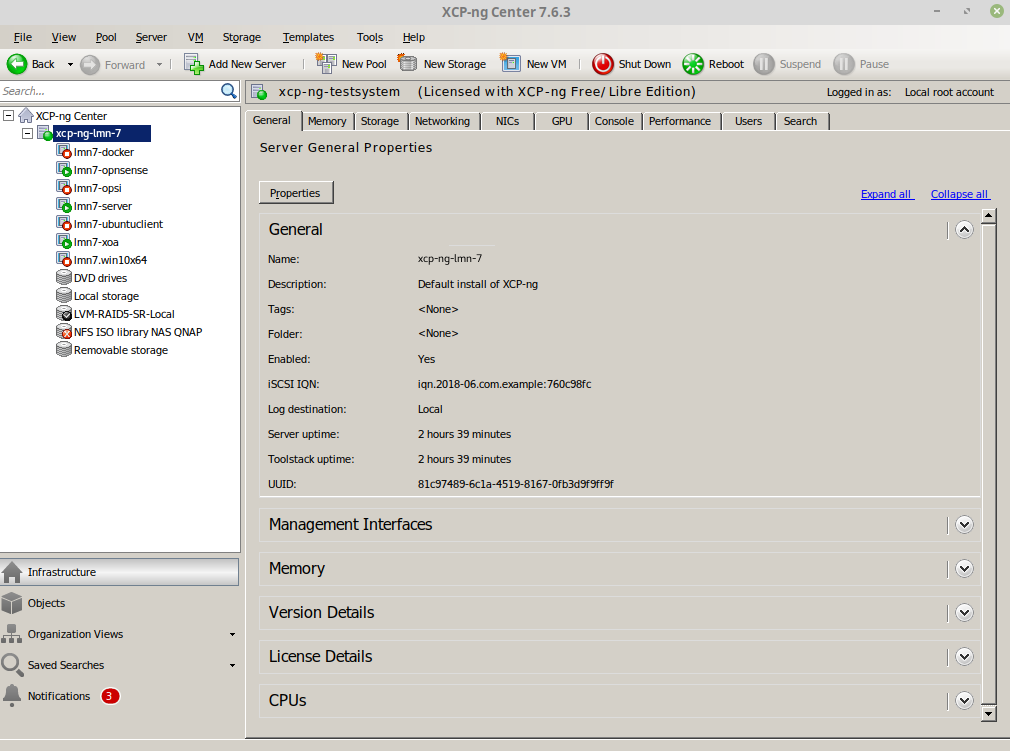 XCP-ng Center 7.6.3
File View Pool Server VM Storage Templates Tools Help
Back Forward Add New Server New Pool New Storage New VM Shut Down Reboot Suspend Pause
Search...
xcp-ng-testsystem (Licensed with XCP-ng Free/ Libre Edition) Logged in as: Local root account
XCP-ng Center
xcp-ng-lmn-7
lmn7-docker
lmn7-opnsense
lmn7-opsi
lmn7-server
lmn7-ubuntuclient
lmn7-xoa
lmn7.win10x64
DVD drives
Local storage
LVM-RAID5-SR-Local
NFS ISO library NAS QNAP
Removable storage
Infrastructure
Objects
Organization Views
Saved Searches
Notifications 3
General Memory Storage Networking NICs GPU Console Performance Users Search
Server General Properties
Properties Expand all Collapse all
General
Name: xcp-ng-lmn-7
Description: Default install of XCP-ng
Tags: <None>
Folder: <None>
Enabled: Yes
iSCSI IQN: iqn.2018-06.com.example:760c98fc
Log destination: Local
Server uptime: 2 hours 39 minutes
Toolstack uptime: 2 hours 39 minutes
UUID: 81c97489-6c1a-4519-8167-0fb3d9f9ff9f
Management Interfaces
Memory
Version Details
License Details
CPUs